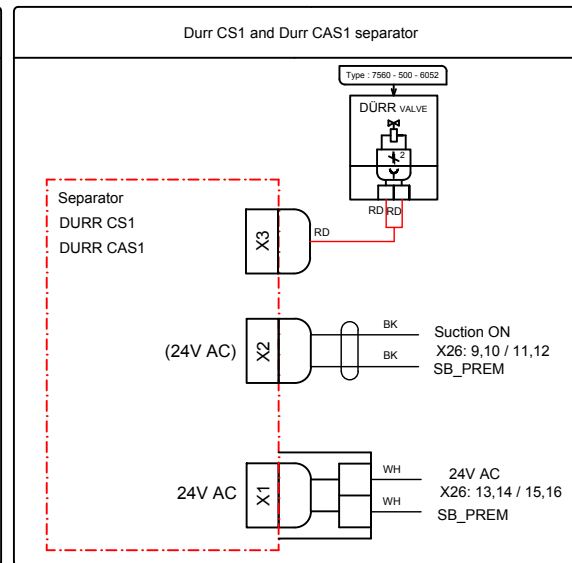 Durr CS1 and Durr CAS1 separator
Type : 7560 - 500 - 6052
DÜRR VALVE
2
RD RD
Separator
DURR CS1
DURR CAS1
X3
RD
(24V AC)
X2
BK
BK
Suction ON
X26: 9,10 / 11,12
SB_PREM
24V AC
X1
WH
WH
24V AC
X26: 13,14 / 15,16
SB_PREM